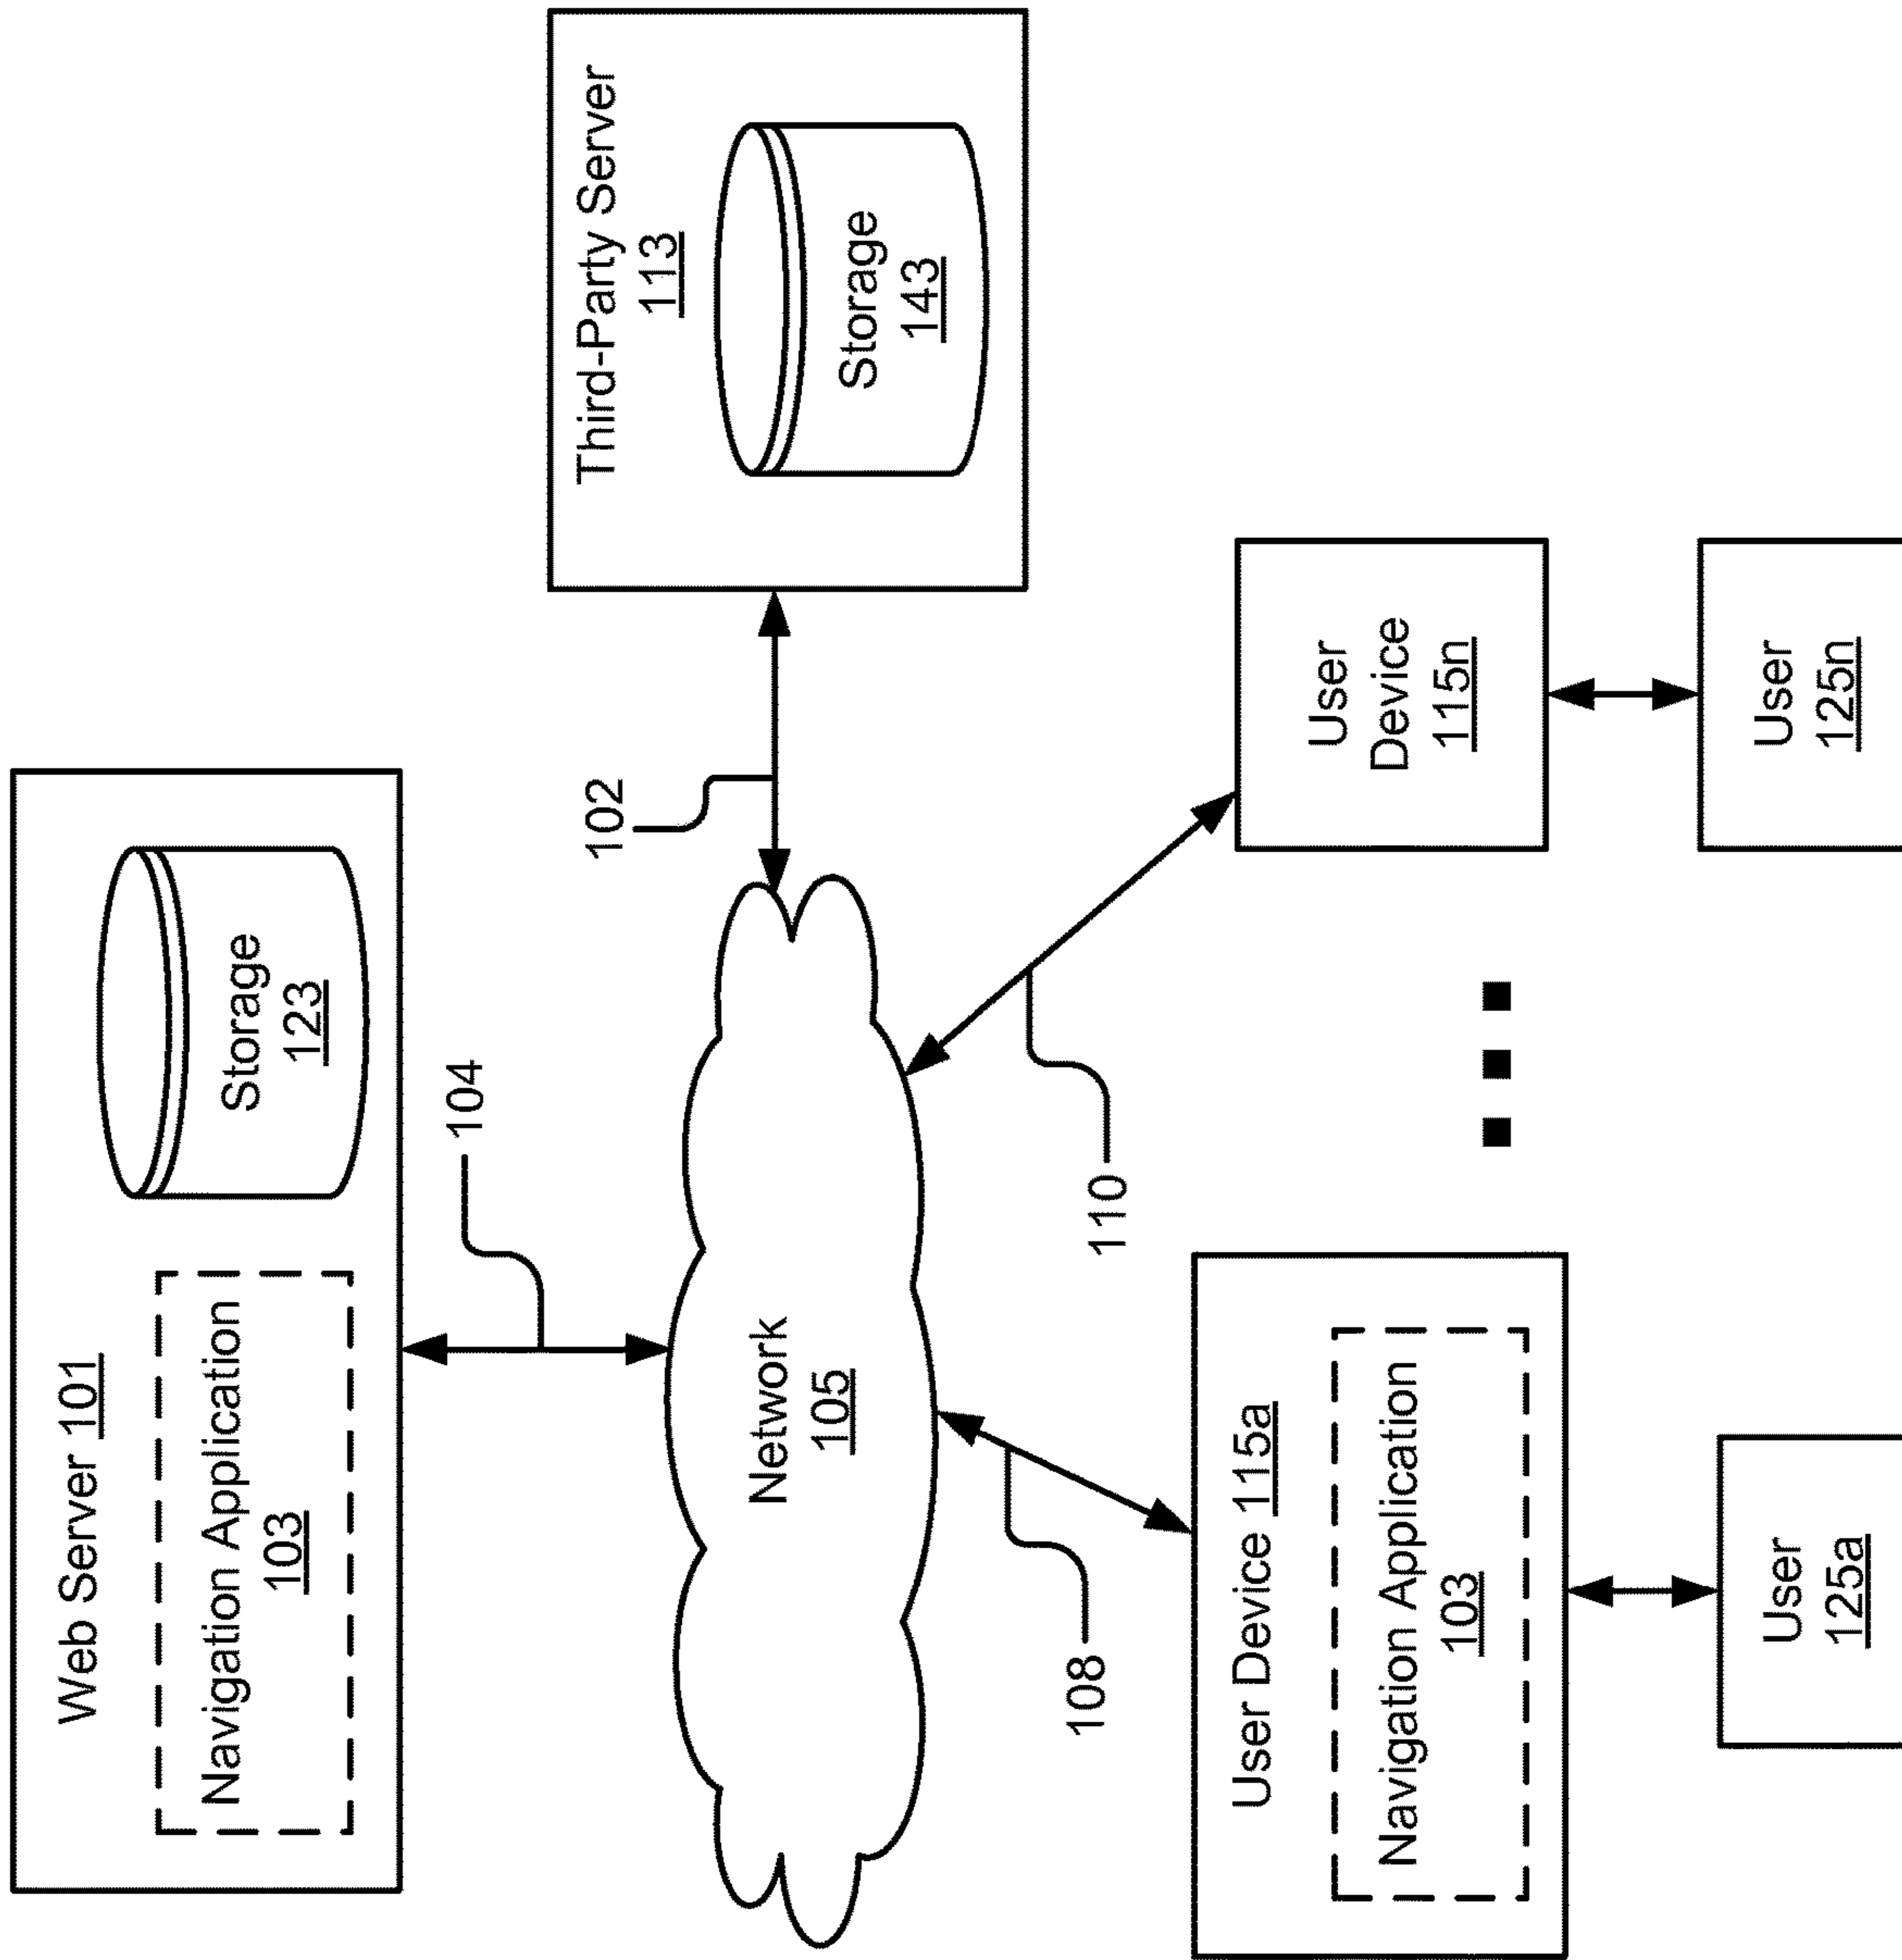 Web Server 101
Navigation Application
103
Storage
123
104
Third-Party Server
113
Storage
143
102
Network
105
108
110
User Device 115a
Navigation Application
103
User
Device
115n
User
125a
User
125n